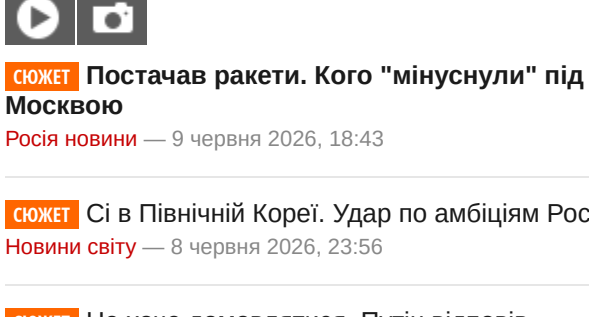 СЮЖЕТ Постачав ракети. Кого "мінуснули" під
Москвою
Росія новини — 9 червня 2026, 18:43
СЮЖЕТ Сі в Північній Кореї. Удар по амбіціям Рос
Новини світу — 8 червня 2026, 23:56